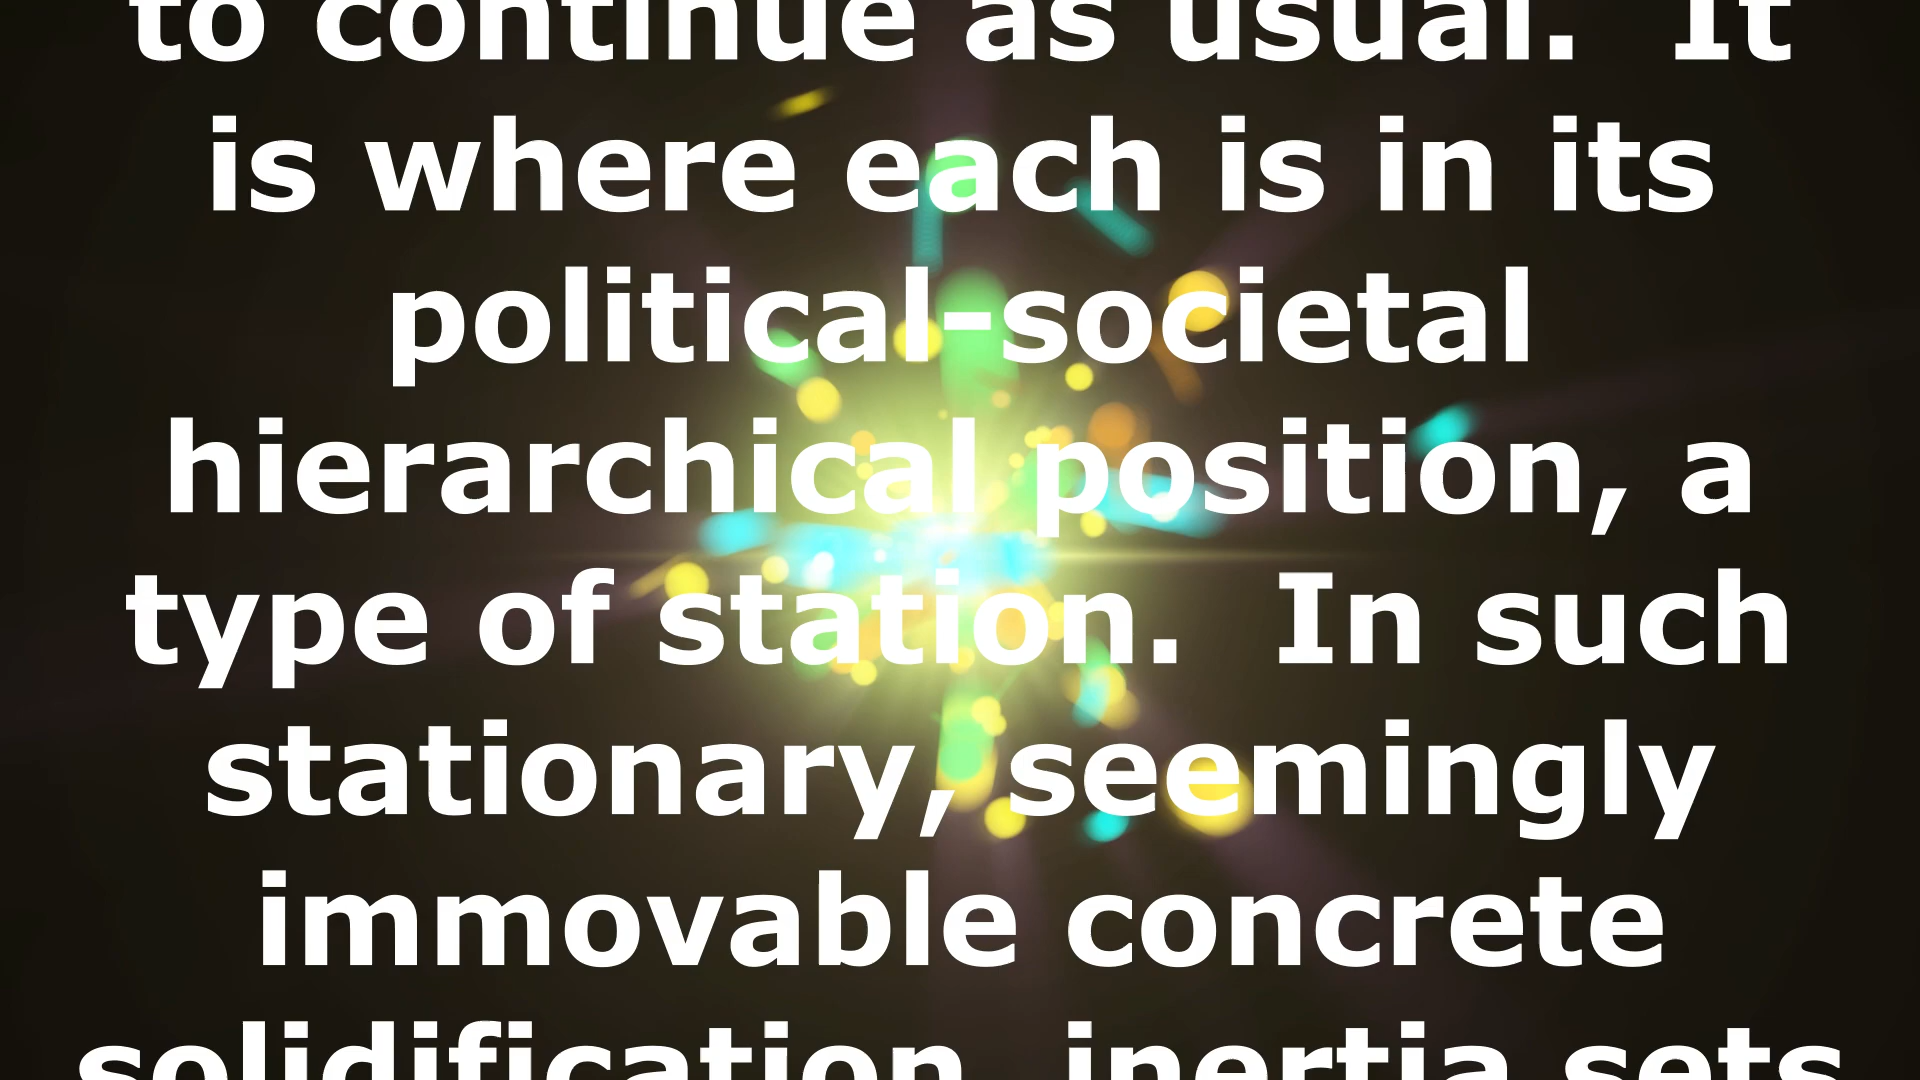 to continue as usual.  It
is where each is in its
political-societal
hierarchical position, a
type of station.  In such
stationary, seemingly
immovable concrete
solidification, inertia sets